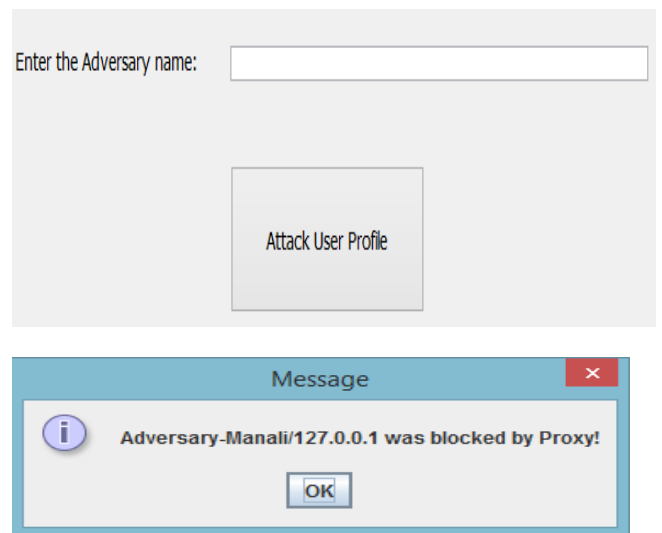 Enter the Adversary name:
Attack User Profile
Message
Adversary-Manali/127.0.0.1 was blocked by Proxy!
OK